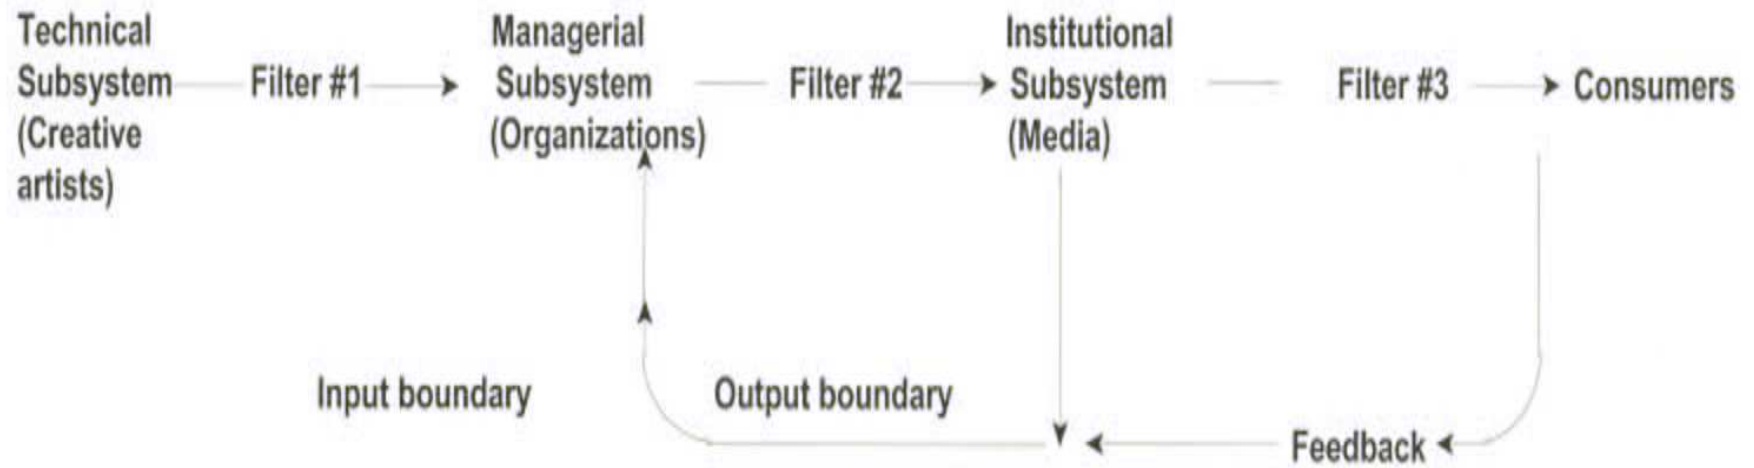 Technical
Subsystem
(Creative
artists)
Filter #1
Managerial
Subsystem
(Organizations)
Filter #2
Institutional
Subsystem
(Media)
Filter #3
Consumers
Input boundary
Output boundary
Feedback